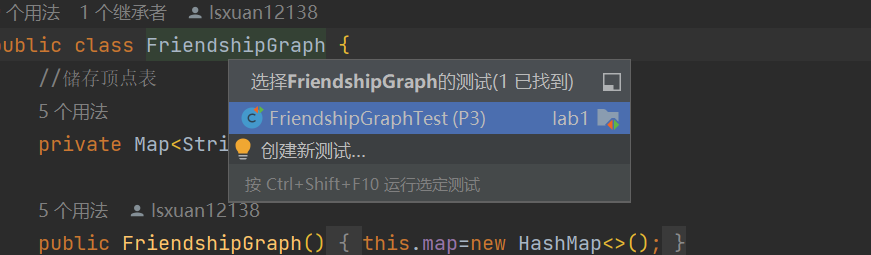 个用法 1个继承者 lsxuan12138
public class FriendshipGraph {
//储存顶点表
选择FriendshipGraph的测试(1 已找到)
5 个用法
FriendshipGraphTest (P3) lab1
private Map<Stri
创建新测试...
按 Ctrl+Shift+F10 运行选定测试
5 个用法 lsxuan12138
public FriendshipGraph() { this.map=new HashMap<>(); }